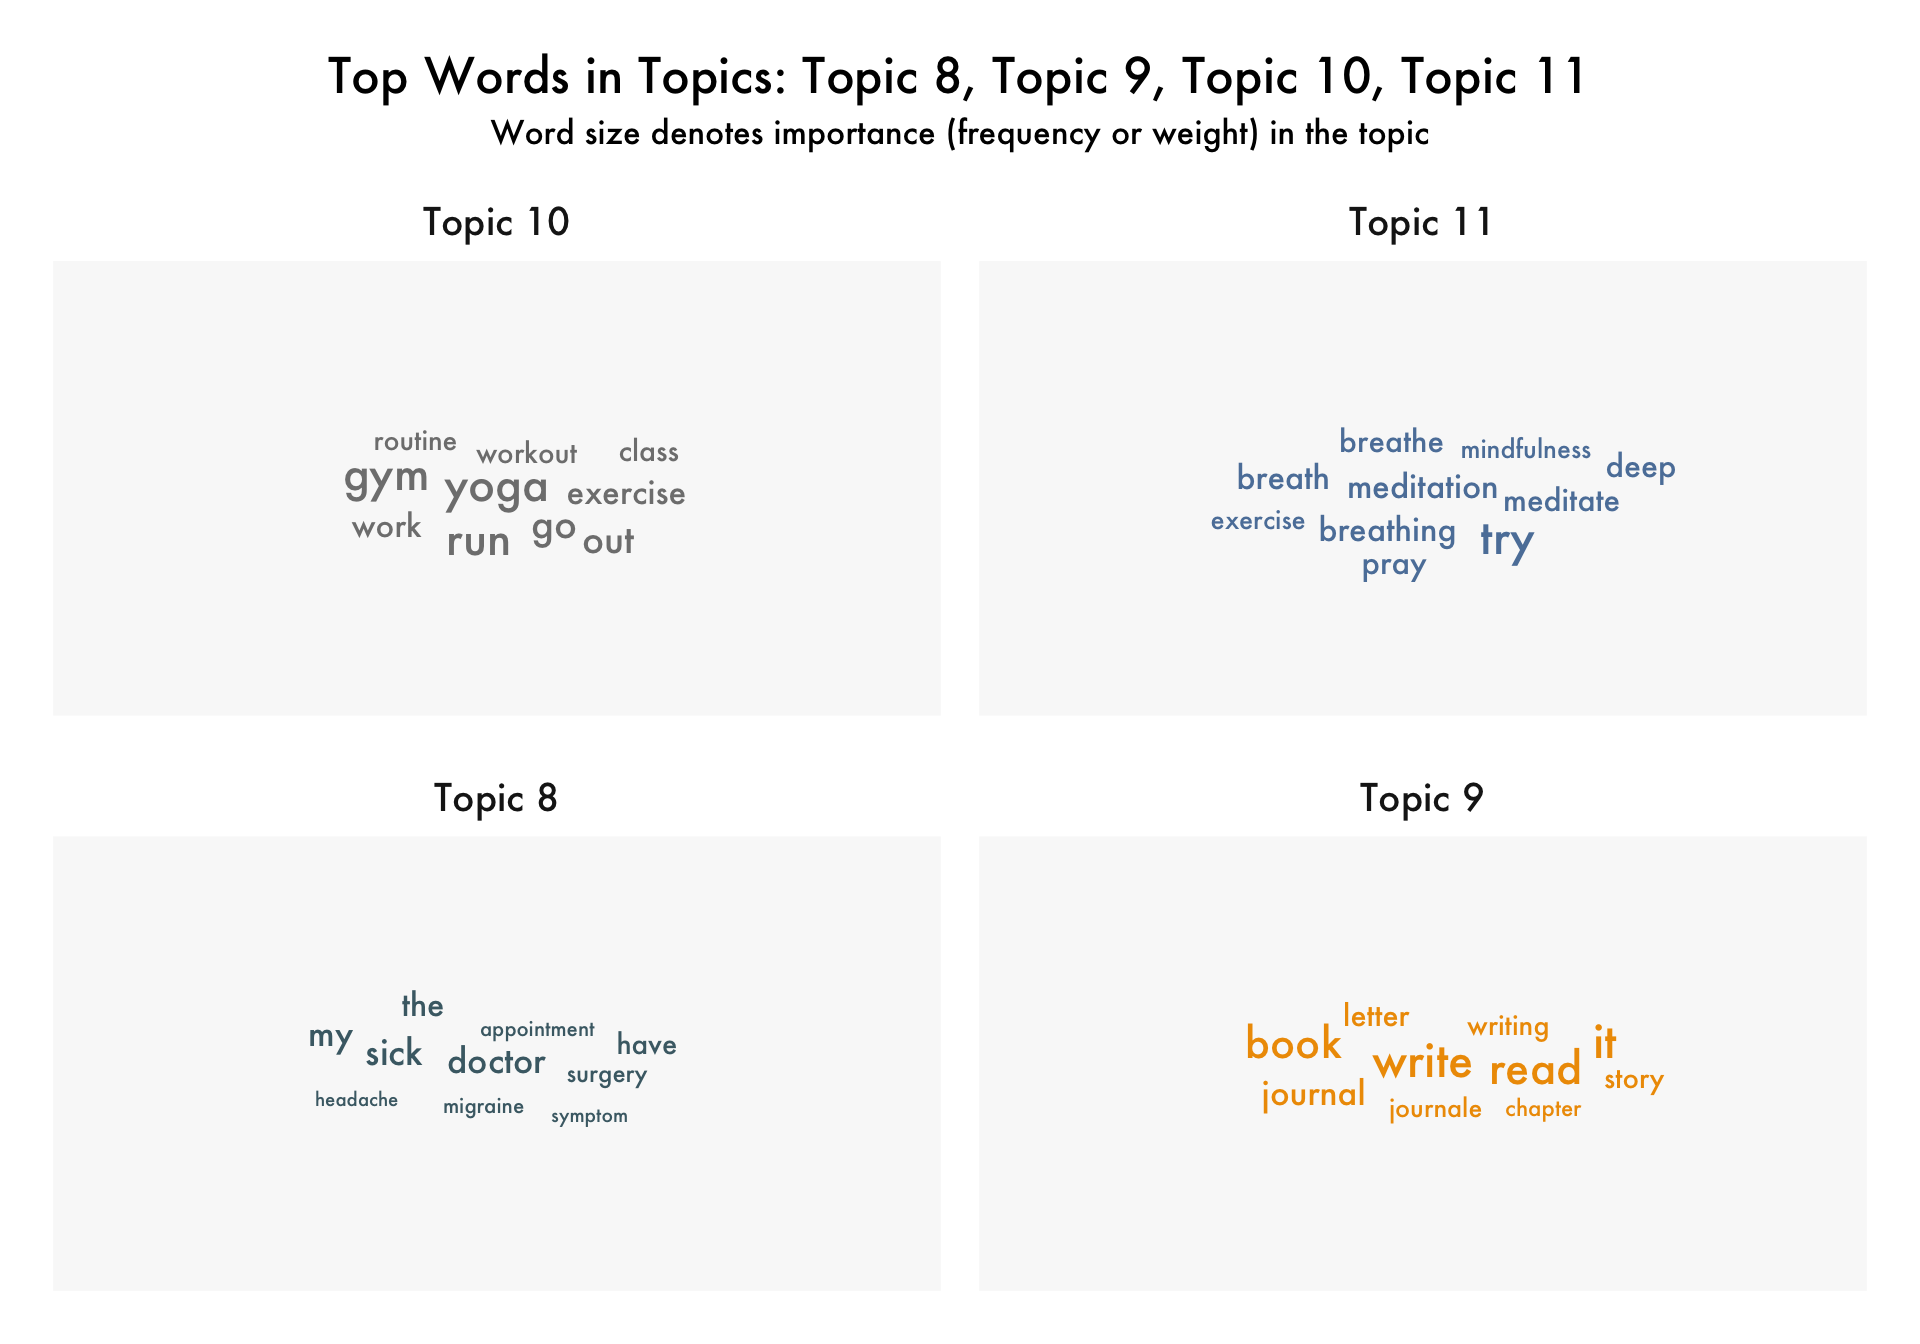 Top Words in Topics: Topic 8, Topic 9, Topic 10, Topic 11
Word size denotes importance (frequency or weight) in the topic
Topic 10
routine workout class
gym yoga exercise
work run go out
Topic 11
breathe mindfulness deep
breath meditation meditate
exercise breathing try
pray
Topic 8
the
my appointment have
sick doctor surgery
headache migraine symptom
Topic 9
letter writing it
book write read story
journal journale chapter